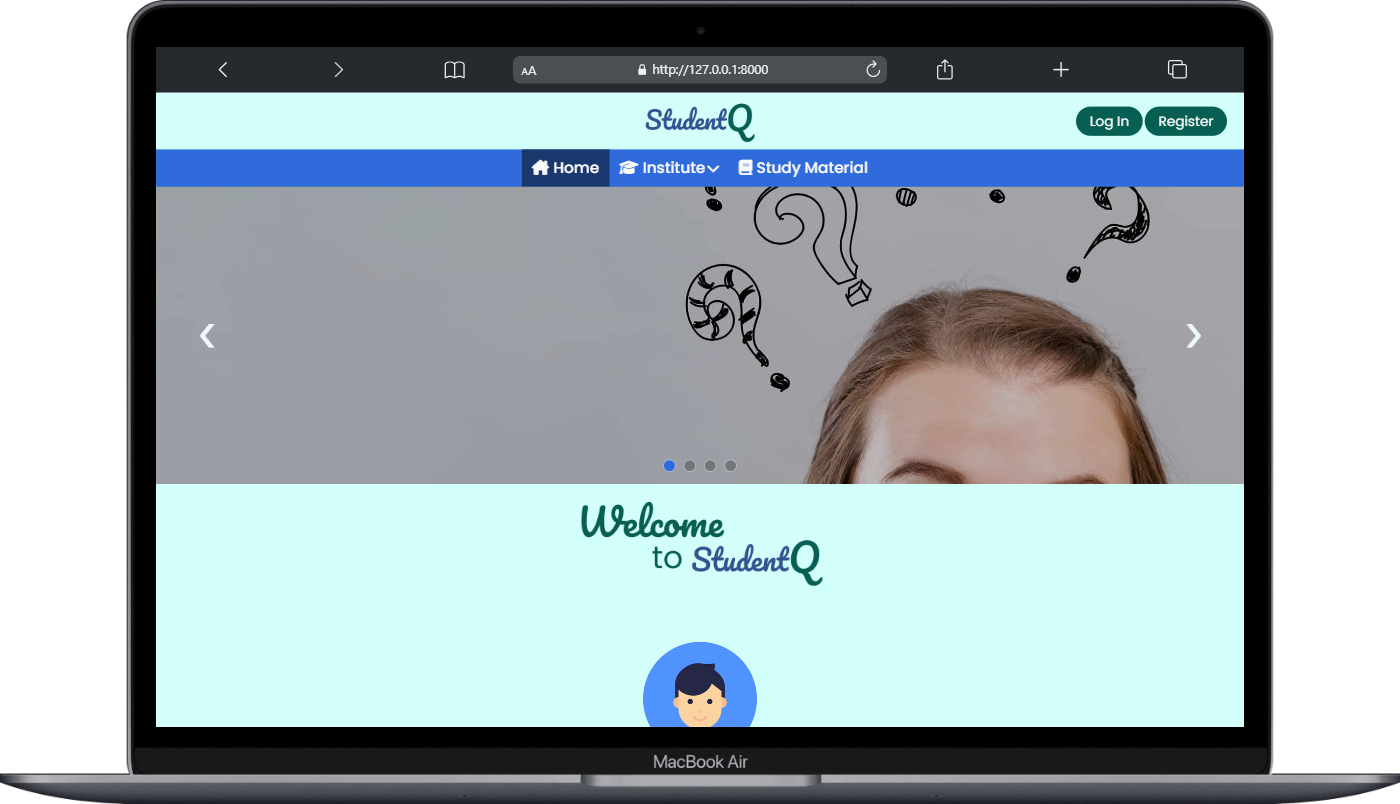 AA http://127.0.0.1:8000
StudentQ
Log In Register
Home Institute Study Material
Welcome
to StudentQ
MacBook Air